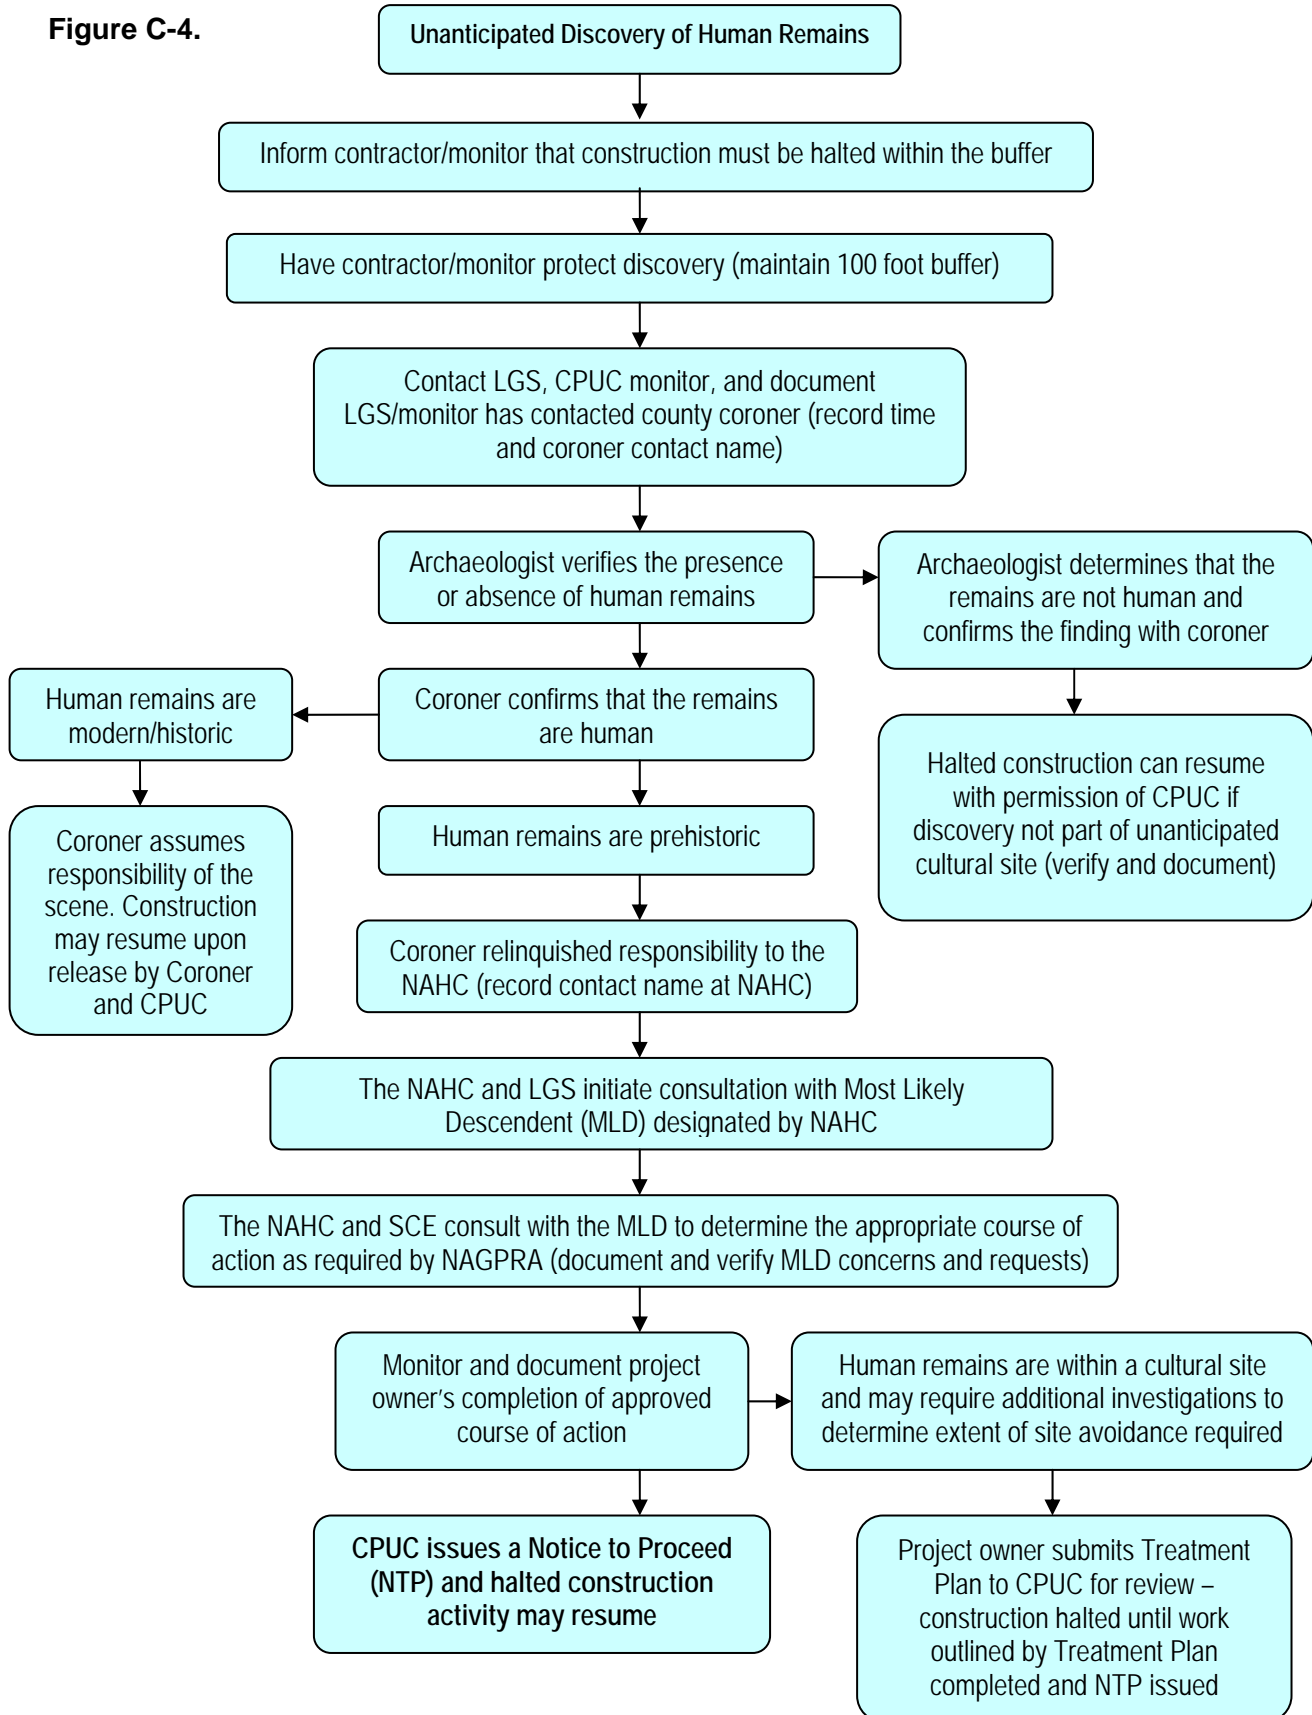 Figure C-4.
Unanticipated Discovery of Human Remains
Inform contractor/monitor that construction must be halted within the buffer
Have contractor/monitor protect discovery (maintain 100 foot buffer)
Contact LGS, CPUC monitor, and document
LGS/monitor has contacted county coroner (record time
and coroner contact name)
Archaeologist verifies the presence
or absence of human remains
Archaeologist determines that the
remains are not human and
confirms the finding with coroner
Human remains are
modern/historic
Coroner confirms that the remains
are human
Halted construction can resume
with permission of CPUC if
discovery not part of unanticipated
cultural site (verify and document)
Coroner assumes
responsibility of the
scene. Construction
may resume upon
release by Coroner
and CPUC
Human remains are prehistoric
Coroner relinquished responsibility to the
NAHC (record contact name at NAHC)
The NAHC and LGS initiate consultation with Most Likely
Descendent (MLD) designated by NAHC
The NAHC and SCE consult with the MLD to determine the appropriate course of
action as required by NAGPRA (document and verify MLD concerns and requests)
Monitor and document project
owner’s completion of approved
course of action
Human remains are within a cultural site
and may require additional investigations to
determine extent of site avoidance required
CPUC issues a Notice to Proceed
(NTP) and halted construction
activity may resume
Project owner submits Treatment
Plan to CPUC for review –
construction halted until work
outlined by Treatment Plan
completed and NTP issued